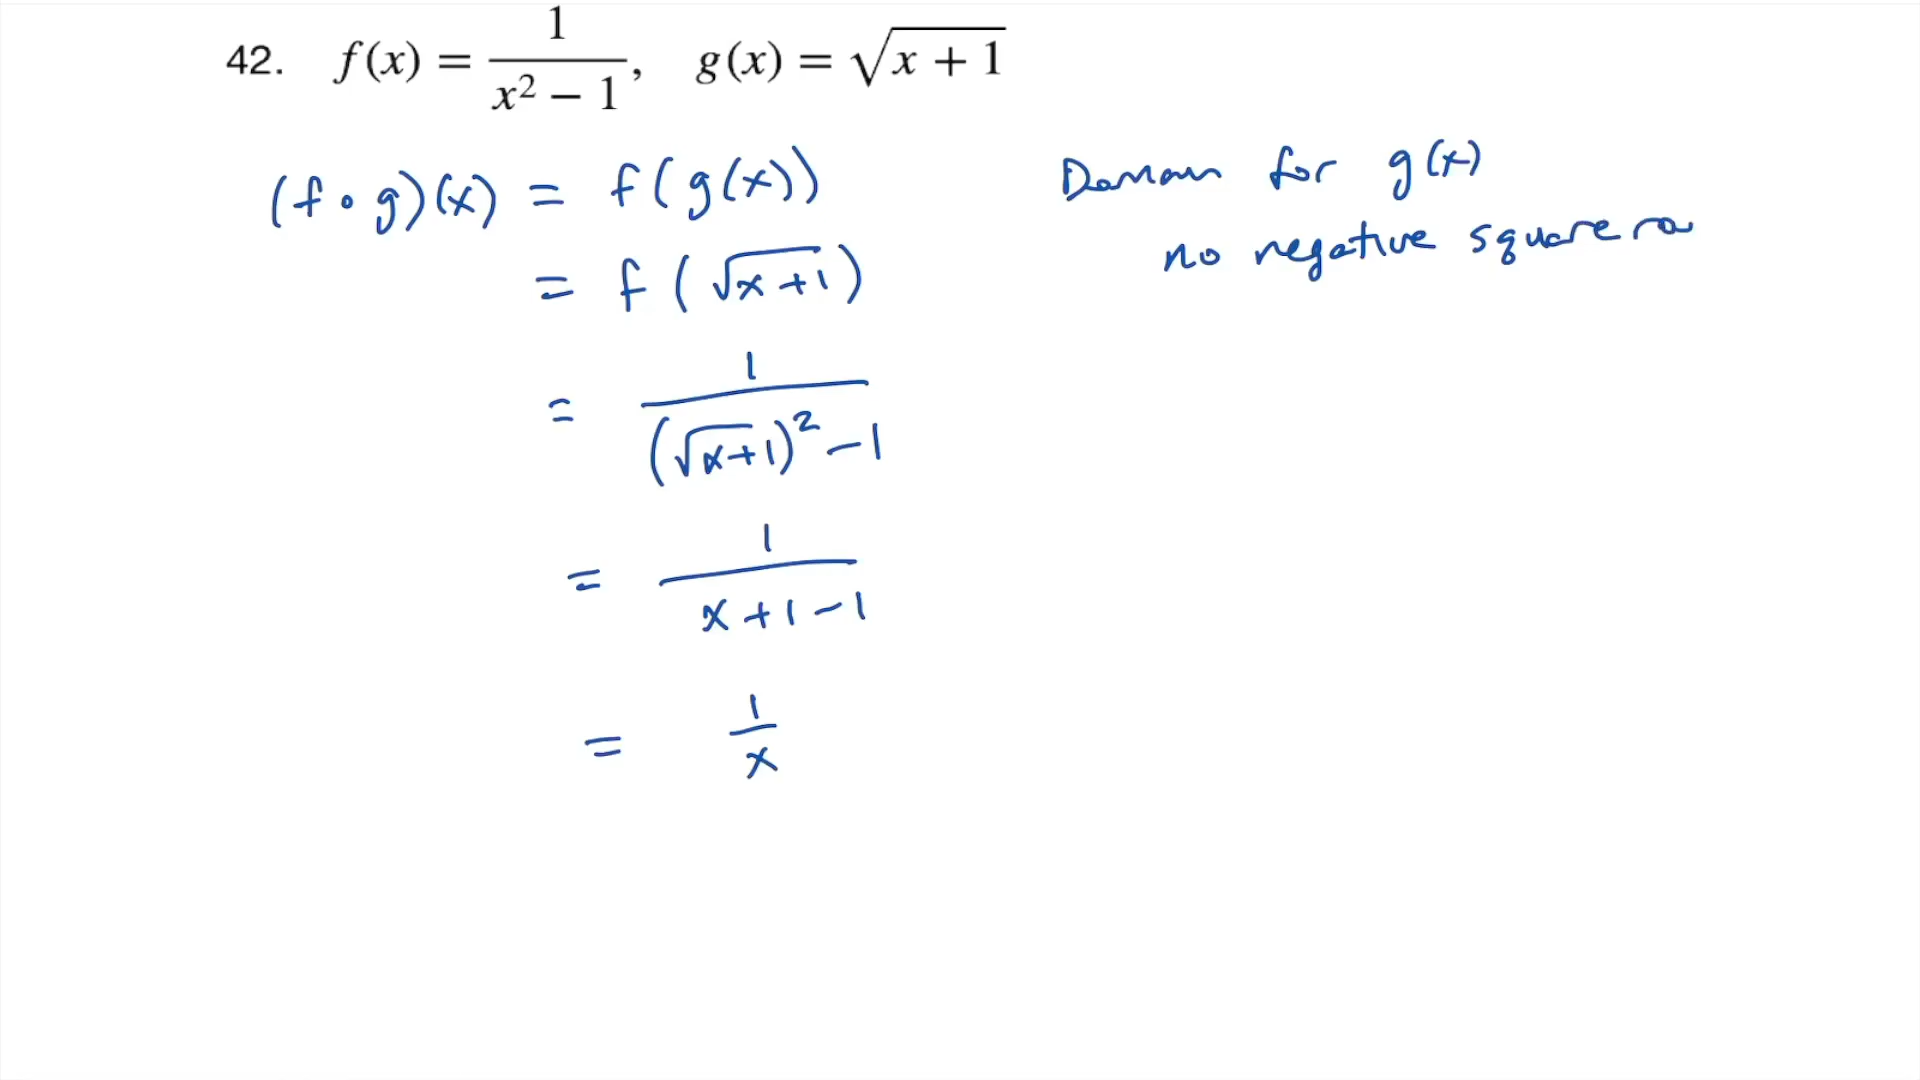 42. f(x) = 1/(x² − 1), g(x) = √(x + 1)
(f ∘ g)(x) = f(g(x))
= f(√(x+1))
= 1/((√(x+1))² − 1)
= 1/(x+1−1)
= 1/x
Domain for g(x)
no negative square